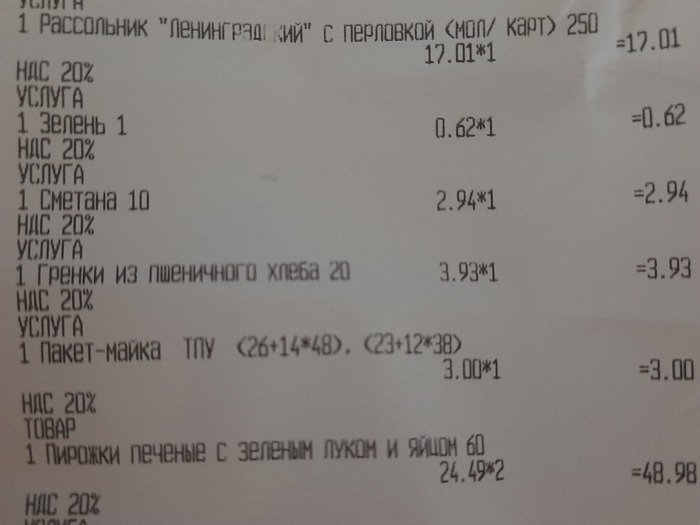 УСЛУГА
1 Рассольник "Ленинградский" с перловкой (мол/ карт) 250
17.01*1 =17.01
НДС 20%
УСЛУГА
1 Зелень 1 0.62*1 =0.62
НДС 20%
УСЛУГА
1 Сметана 10 2.94*1 =2.94
НДС 20%
УСЛУГА
1 Гренки из пшеничного хлеба 20 3.93*1 =3.93
НДС 20%
УСЛУГА
1 Пакет-майка ТПУ (26+14*48). (23+12*38)
3.00*1 =3.00
НДС 20%
ТОВАР
1 Пирожки печеные с зеленым луком и яйцом 60
24.49*2 =48.98
НДС 20%
УСЛУГА